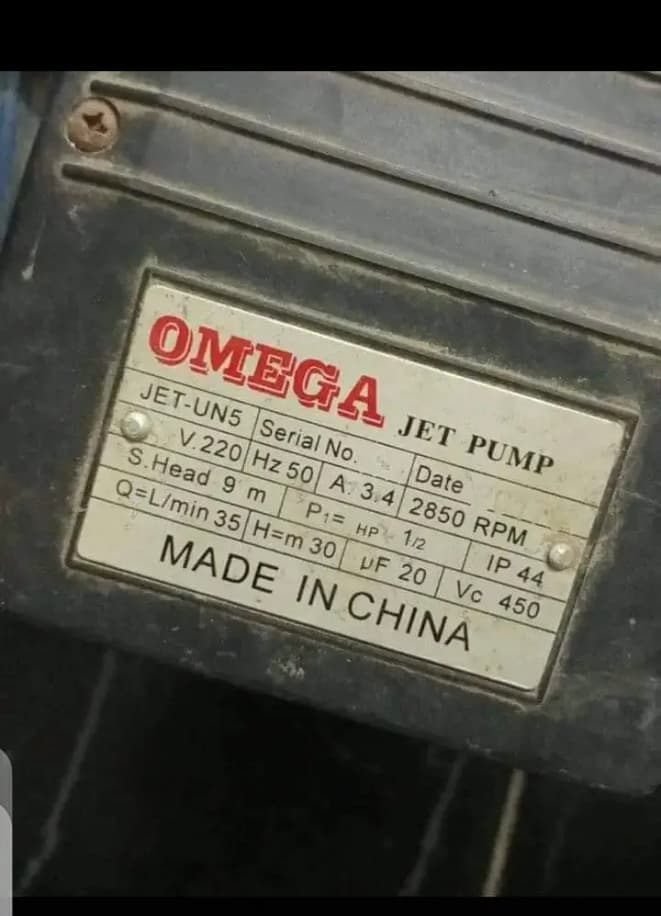 OMEGA JET PUMP
JET-UN5 Serial No. Date
V.220 Hz 50 A. 3.4 2850 RPM
S.Head 9 m P1= HP 1/2 IP 44
Q=L/min 35 H=m 30 µF 20 Vc 450
MADE IN CHINA